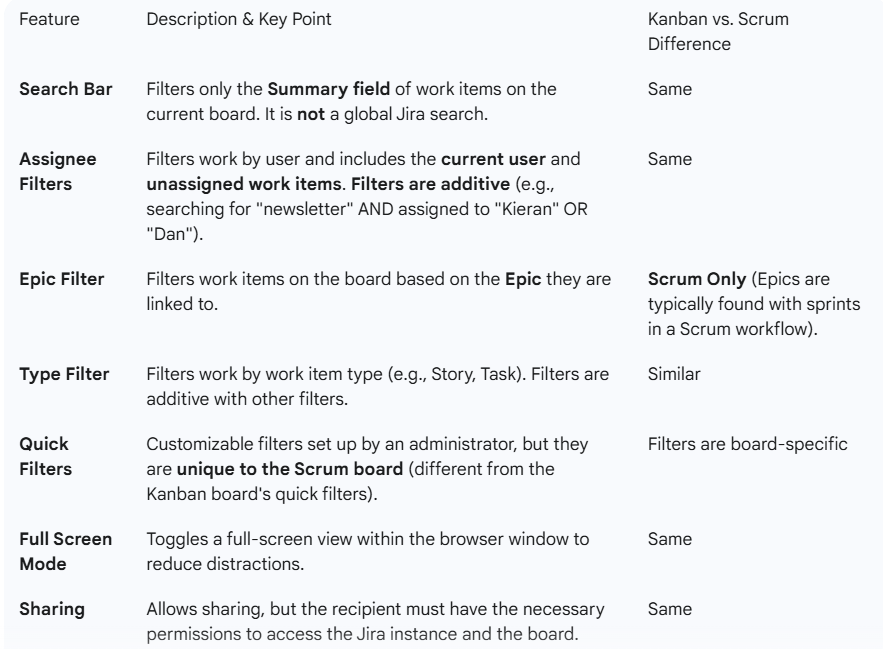 Feature Description & Key Point Kanban vs. Scrum
Difference
Search Bar Filters only the Summary field of work items on the Same
current board. It is not a global Jira search.
Assignee Filters work by user and includes the current user and Same
Filters unassigned work items. Filters are additive (e.g.,
searching for "newsletter" AND assigned to "Kieran" OR
"Dan").
Epic Filter Filters work items on the board based on the Epic they are Scrum Only (Epics are
linked to. typically found with sprints
in a Scrum workflow).
Type Filter Filters work by work item type (e.g., Story, Task). Filters are Similar
additive with other filters.
Quick Customizable filters set up by an administrator, but they Filters are board-specific
Filters are unique to the Scrum board (different from the
Kanban board's quick filters).
Full Screen Toggles a full-screen view within the browser window to Same
Mode reduce distractions.
Sharing Allows sharing, but the recipient must have the necessary Same
permissions to access the Jira instance and the board.